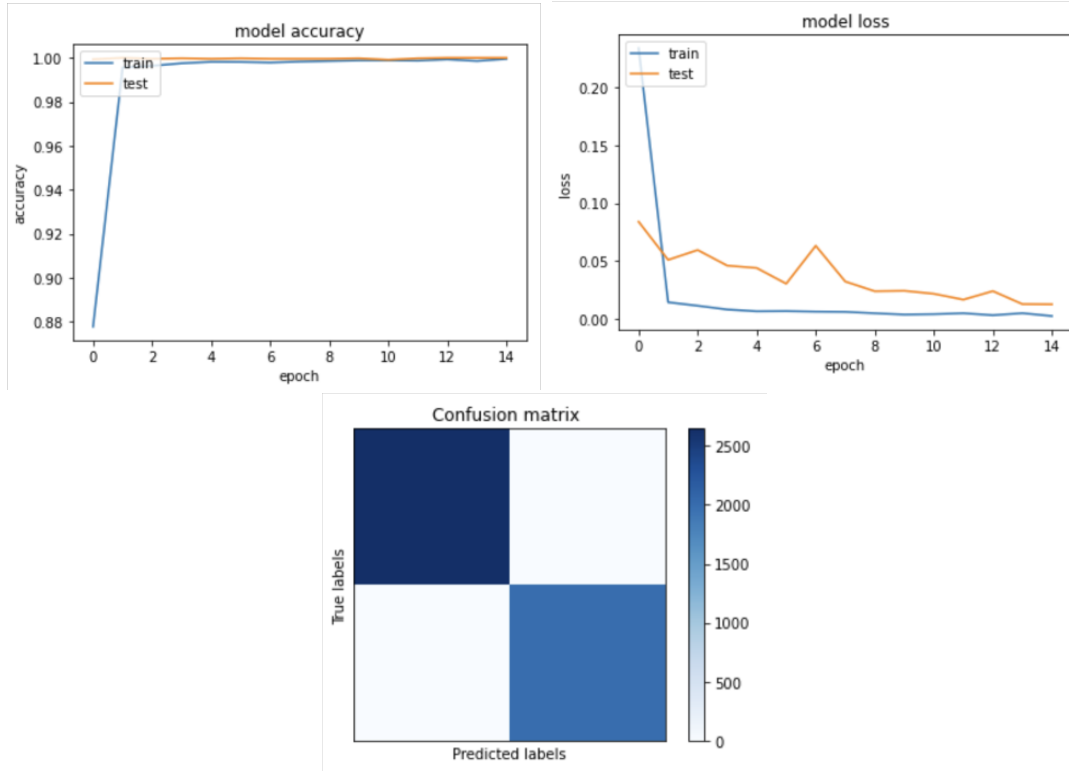 model accuracy
1.00
0.98
0.96
0.94
0.92
0.90
0.88
accuracy
train
test
0 2 4 6 8 10 12 14
epoch
model loss
0.20
0.15
0.10
0.05
0.00
loss
train
test
0 2 4 6 8 10 12 14
epoch
Confusion matrix
True labels
Predicted labels
2500
2000
1500
1000
500
0